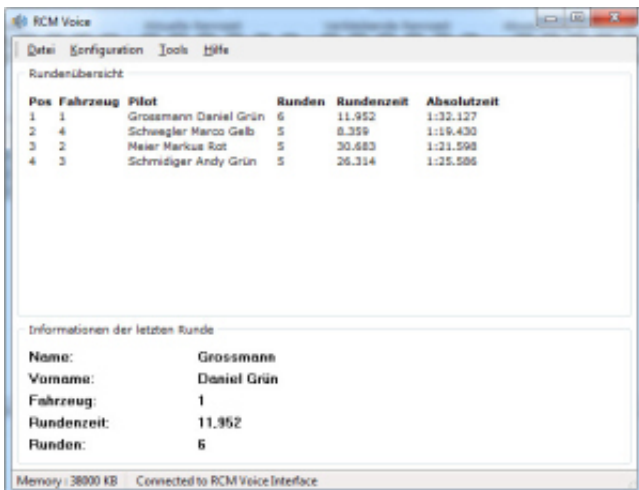 RCM Voice
Datei Konfiguration Tools Hilfe
Rundenübersicht
Pos Fahrzeug Pilot Runden Rundenzeit Absolutzeit
1 1 Grossmann Daniel Grün 6 11.952 1:32.127
2 4 Schwegler Marco Gelb 5 8.359 1:19.430
3 2 Meier Markus Rot 5 30.683 1:21.598
4 3 Schmidiger Andy Grün 5 26.314 1:25.586
Informationen der letzten Runde
Name: Grossmann
Vorname: Daniel Grün
Fahrzeug: 1
Rundenzeit: 11.952
Runden: 6
Memory : 38000 KB Connected to RCM Voice Interface